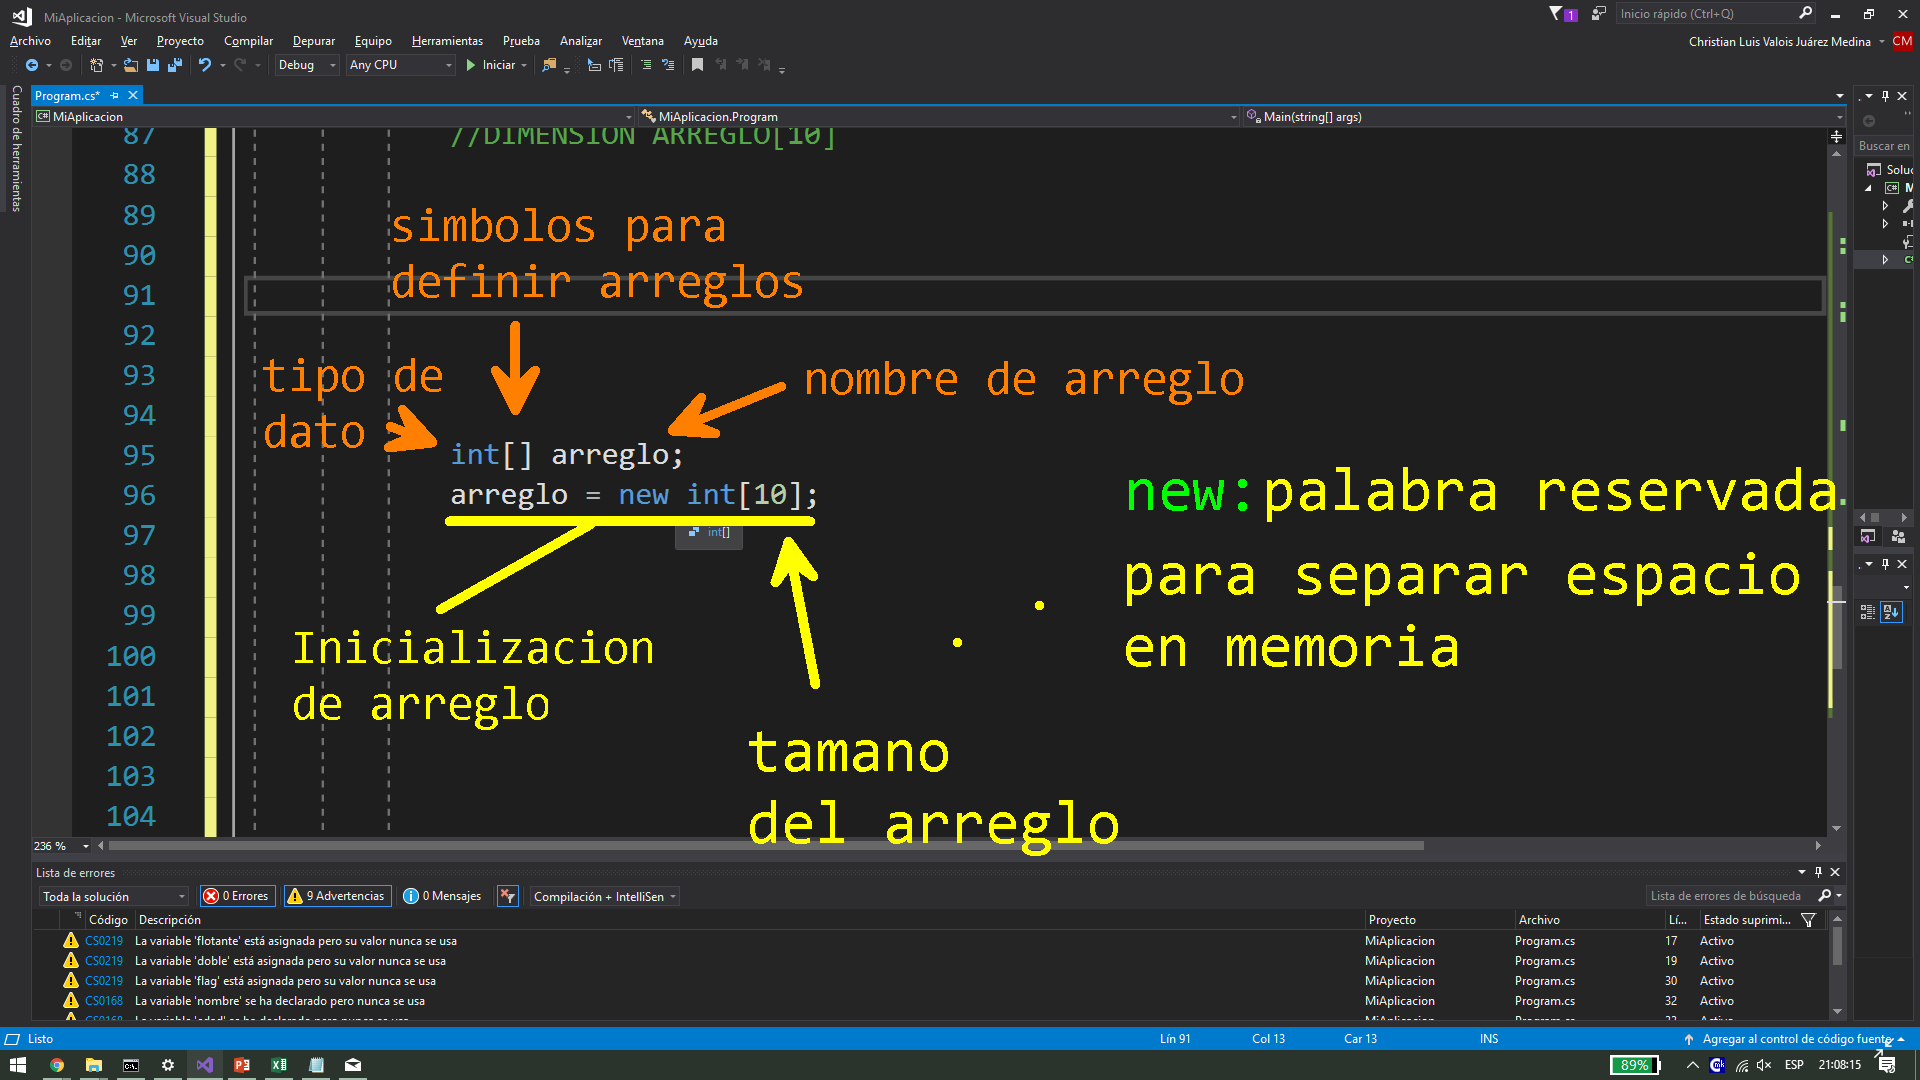 MiAplicacion - Microsoft Visual Studio
1
Inicio rápido (Ctrl+Q)
Archivo Editar Ver Proyecto Compilar Depurar Equipo Herramientas Prueba Analizar Ventana Ayuda
Christian Luis Valois Juárez Medina CM
Debug Any CPU Iniciar
Cuadro de herramientas
Program.cs*
C# MiAplicacion MiAplicacion.Program Main(string[] args)
Buscar en
Soluc
87 //DIMENSION ARREGLO[10]
88
89
90
91
92
93
94
95 int[] arreglo;
96 arreglo = new int[10];
97
98
99
100
101
102
103
104
simbolos para
definir arreglos
tipo de
dato
nombre de arreglo
int[]
new:palabra reservada
para separar espacio
en memoria
Inicializacion
de arreglo
tamano
del arreglo
236 %
Lista de errores
Toda la solución 0 Errores 9 Advertencias 0 Mensajes Compilación + IntelliSen Lista de errores de búsqueda
Código Descripción Proyecto Archivo Lí... Estado suprimi...
CS0219 La variable 'flotante' está asignada pero su valor nunca se usa MiAplicacion Program.cs 17 Activo
CS0219 La variable 'doble' está asignada pero su valor nunca se usa MiAplicacion Program.cs 19 Activo
CS0219 La variable 'flag' está asignada pero su valor nunca se usa MiAplicacion Program.cs 30 Activo
CS0168 La variable 'nombre' se ha declarado pero nunca se usa MiAplicacion Program.cs 32 Activo
Listo Lín 91 Col 13 Car 13 INS Agregar al control de código fuente
89% ESP 21:08:15